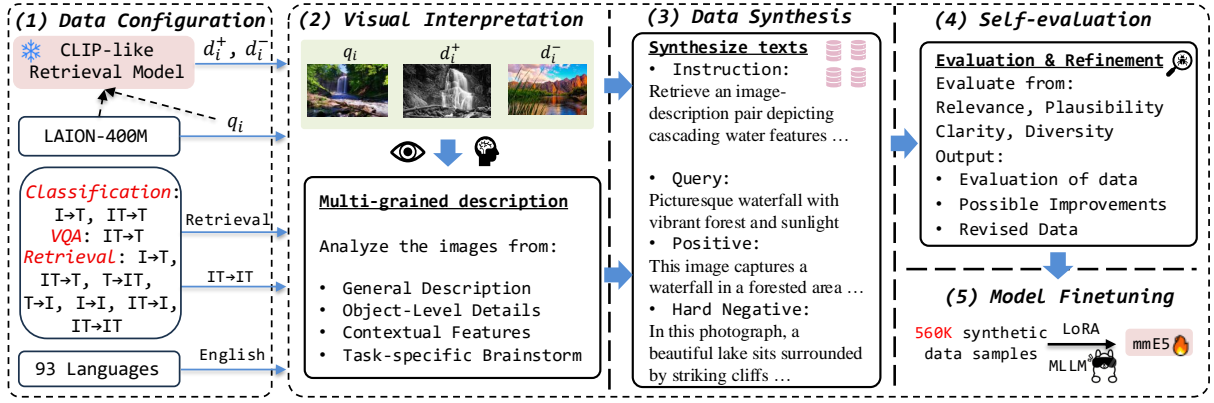 (1) Data Configuration
CLIP-like
Retrieval Model
d_i^+, d_i^-
LAION-400M
q_i
Classification:
I→T, IT→T
VQA: IT→T
Retrieval: I→T,
IT→T, T→IT,
T→I, I→I, IT→I,
IT→IT
Retrieval
IT→IT
93 Languages
English
(2) Visual Interpretation
q_i d_i^+ d_i^-
Multi-grained description
Analyze the images from:
• General Description
• Object-Level Details
• Contextual Features
• Task-specific Brainstorm
(3) Data Synthesis
Synthesize texts
• Instruction:
Retrieve an image-
description pair depicting
cascading water features …
• Query:
Picturesque waterfall with
vibrant forest and sunlight
• Positive:
This image captures a
waterfall in a forested area …
• Hard Negative:
In this photograph, a
beautiful lake sits surrounded
by striking cliffs …
(4) Self-evaluation
Evaluation & Refinement
Evaluate from:
Relevance, Plausibility
Clarity, Diversity
Output:
• Evaluation of data
• Possible Improvements
• Revised Data
(5) Model Finetuning
560K synthetic
data samples
LoRA
MLLM
mmE5